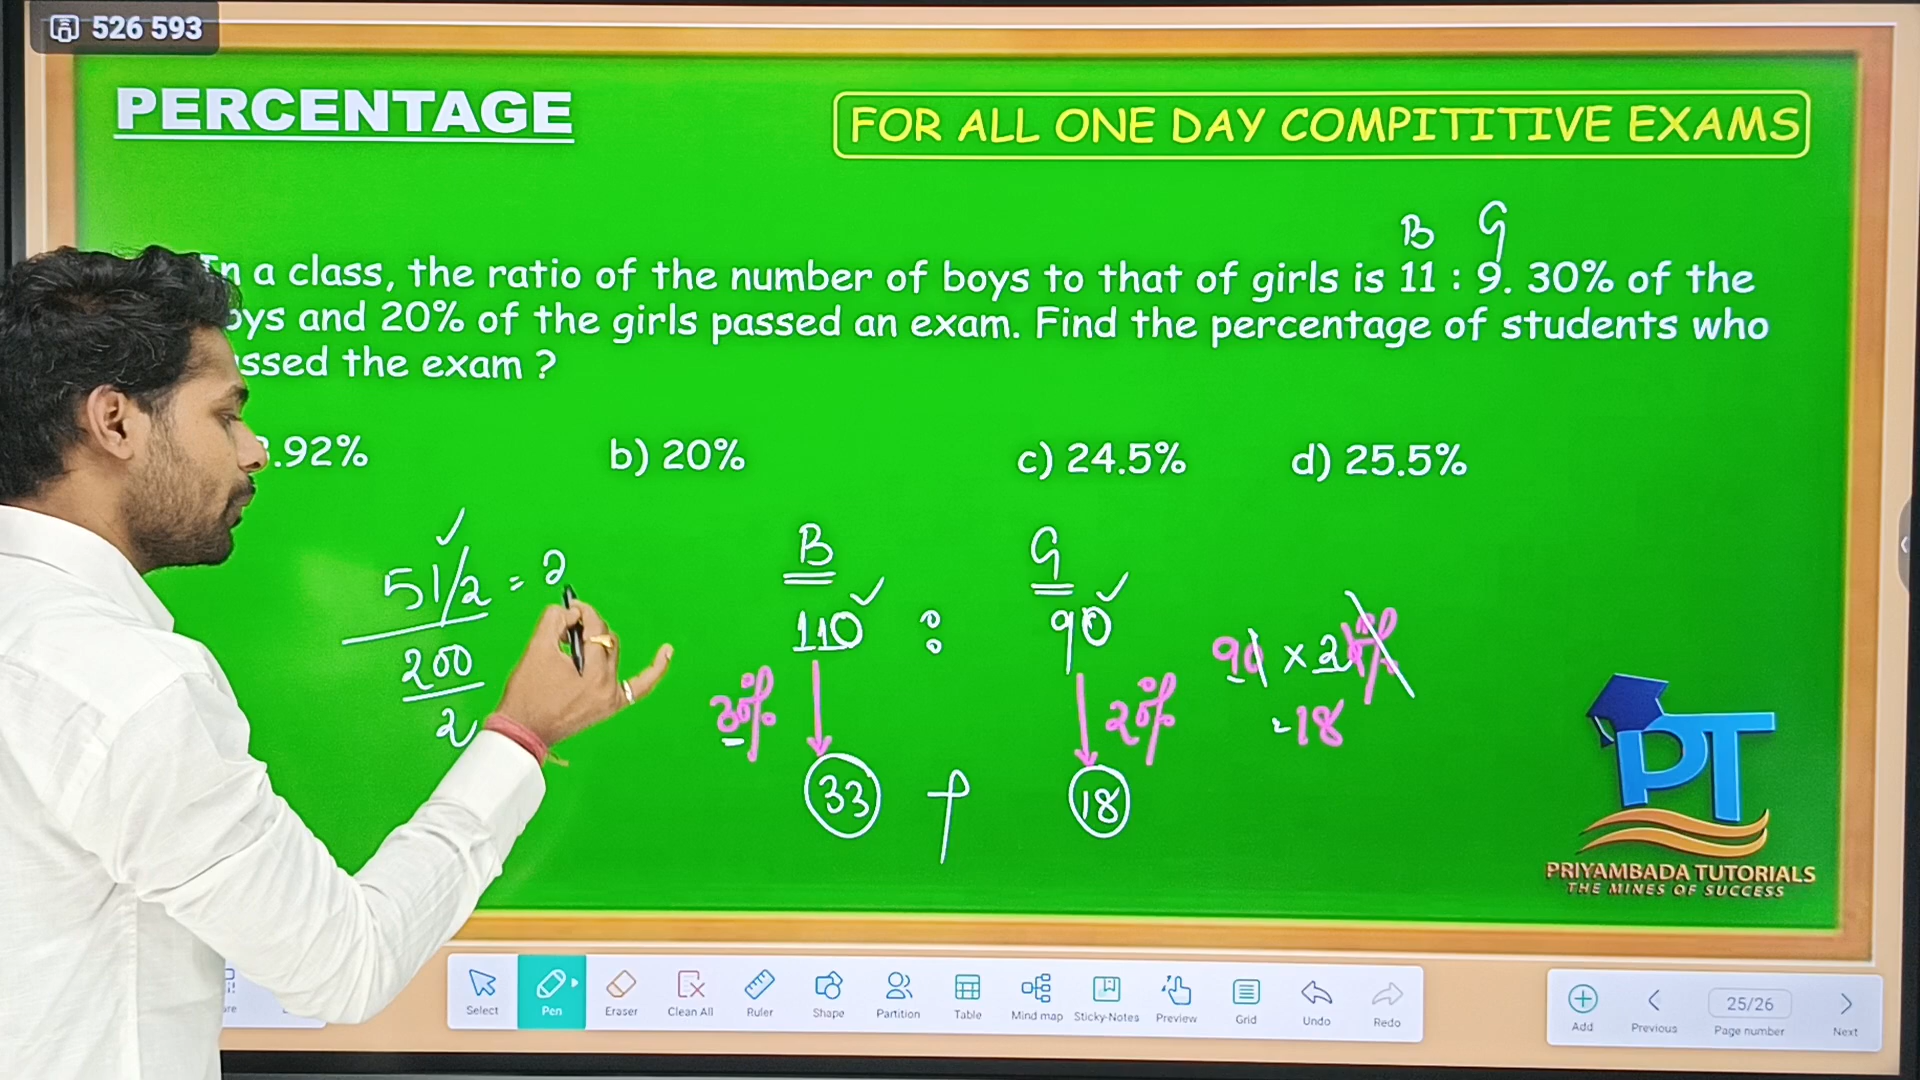 526 593
PERCENTAGE
FOR ALL ONE DAY COMPITITIVE EXAMS
B G
In a class, the ratio of the number of boys to that of girls is 11 : 9. 30% of the
oys and 20% of the girls passed an exam. Find the percentage of students who
ssed the exam ?
.92% b) 20% c) 24.5% d) 25.5%
B G
51/2 = 2
110 : 90
200
2
90 × 20%
30% 20%
= 18
33 + 18
PT
PRIYAMBADA TUTORIALS
THE MINES OF SUCCESS
Select Pen Eraser Clean All Ruler Shape Partition Table Mind map Sticky-Notes Preview Grid Undo Redo
Add Previous 25/26 Page number Next